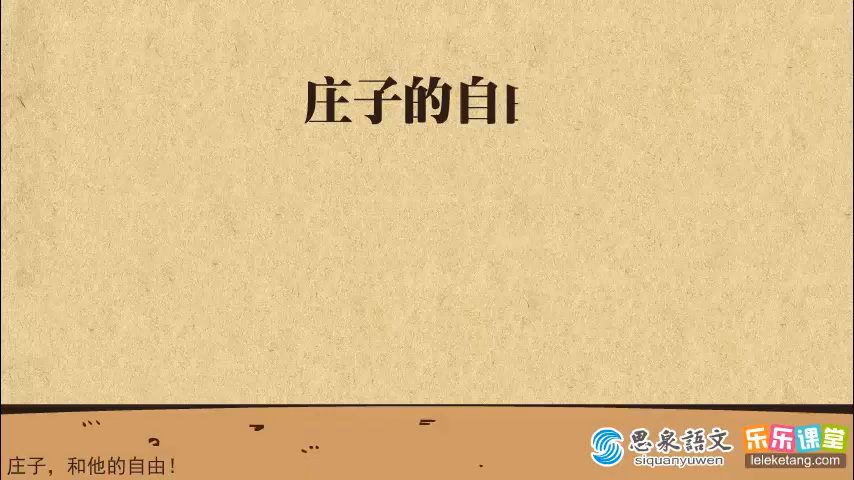 庄子的自
庄子，和他的自由！
思泉語文
siquanyuwen
乐乐课堂
leleketang.com